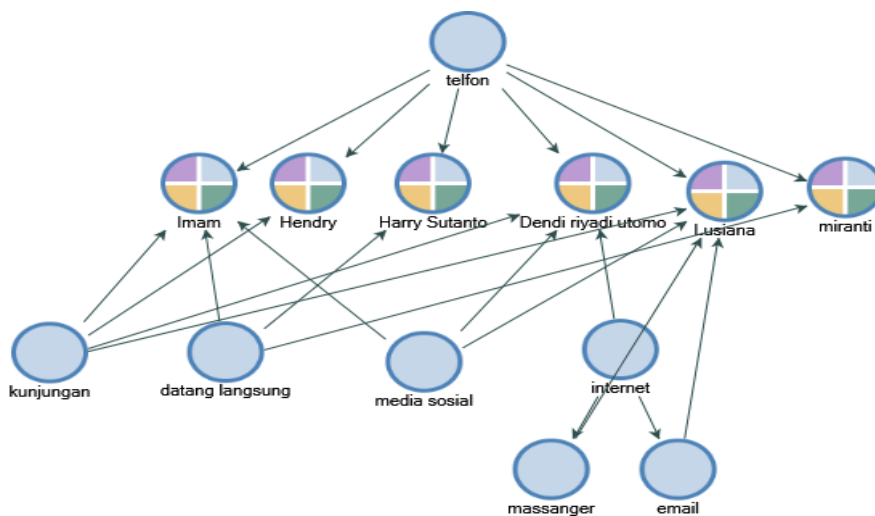 telfon
Imam
Hendry
Harry Sutanto
Dendi riyadi utomo
Lusiana
miranti
kunjungan
datang langsung
media sosial
internet
massanger
email